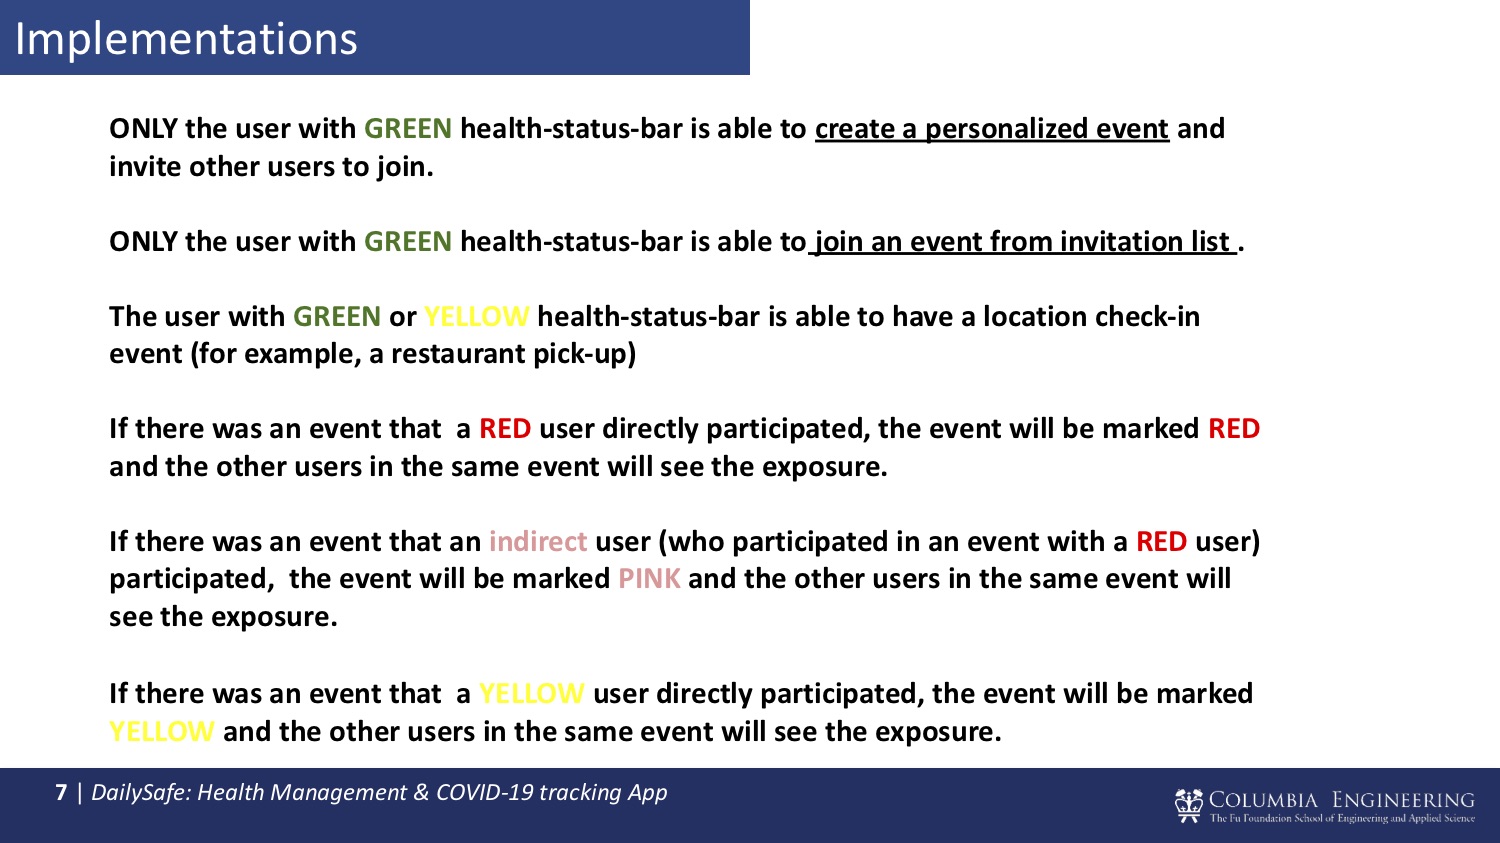 Implementations
ONLY the user with GREEN health-status-bar is able to create a personalized event and
invite other users to join.
ONLY the user with GREEN health-status-bar is able to join an event from invitation list .
The user with GREEN or YELLOW health-status-bar is able to have a location check-in
event (for example, a restaurant pick-up)
If there was an event that  a RED user directly participated, the event will be marked RED
and the other users in the same event will see the exposure.
If there was an event that an indirect user (who participated in an event with a RED user)
participated,  the event will be marked PINK and the other users in the same event will
see the exposure.
If there was an event that  a YELLOW user directly participated, the event will be marked
YELLOW and the other users in the same event will see the exposure.
7 | DailySafe: Health Management & COVID-19 tracking App
COLUMBIA ENGINEERING
The Fu Foundation School of Engineering and Applied Science